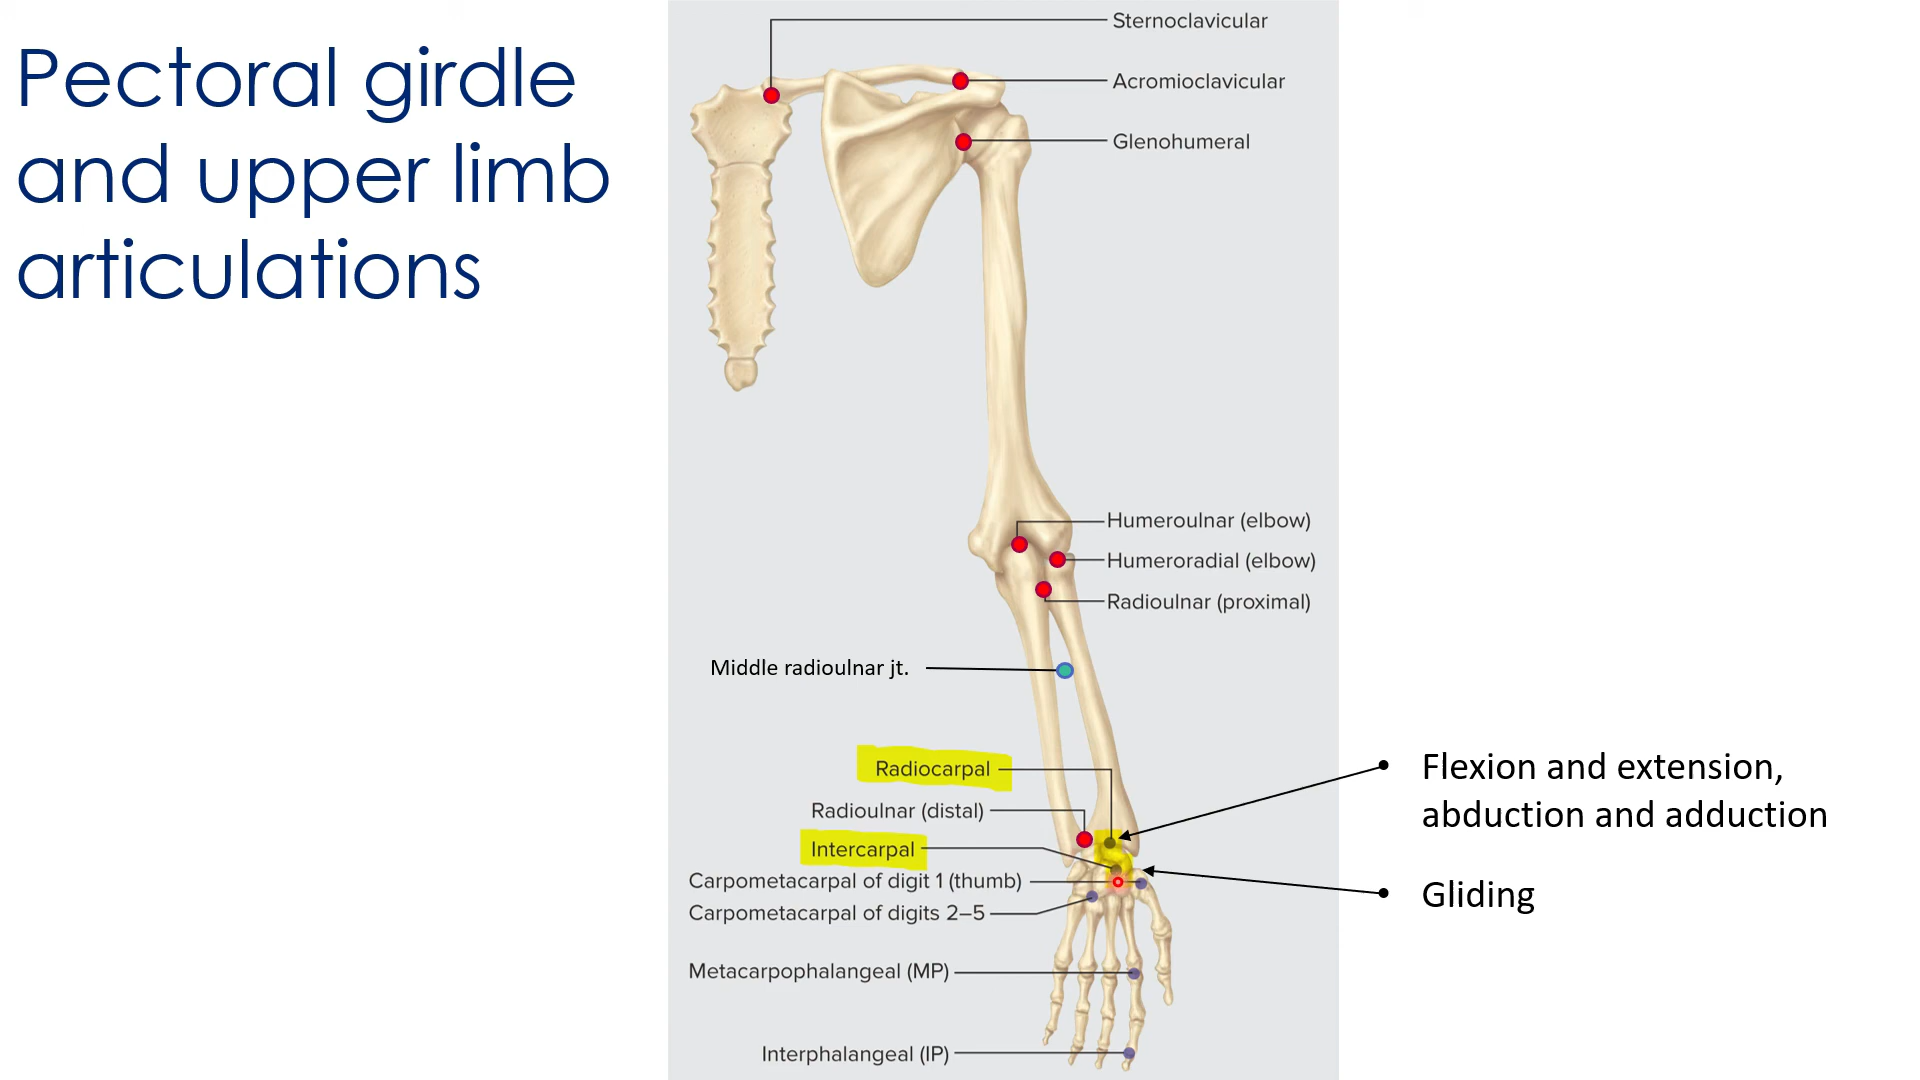 Pectoral girdle
and upper limb
articulations
Sternoclavicular
Acromioclavicular
Glenohumeral
Humeroulnar (elbow)
Humeroradial (elbow)
Radioulnar (proximal)
Middle radioulnar jt.
Radiocarpal
Radioulnar (distal)
Intercarpal
Carpometacarpal of digit 1 (thumb)
Carpometacarpal of digits 2–5
Metacarpophalangeal (MP)
Interphalangeal (IP)
• Flexion and extension,
abduction and adduction
• Gliding